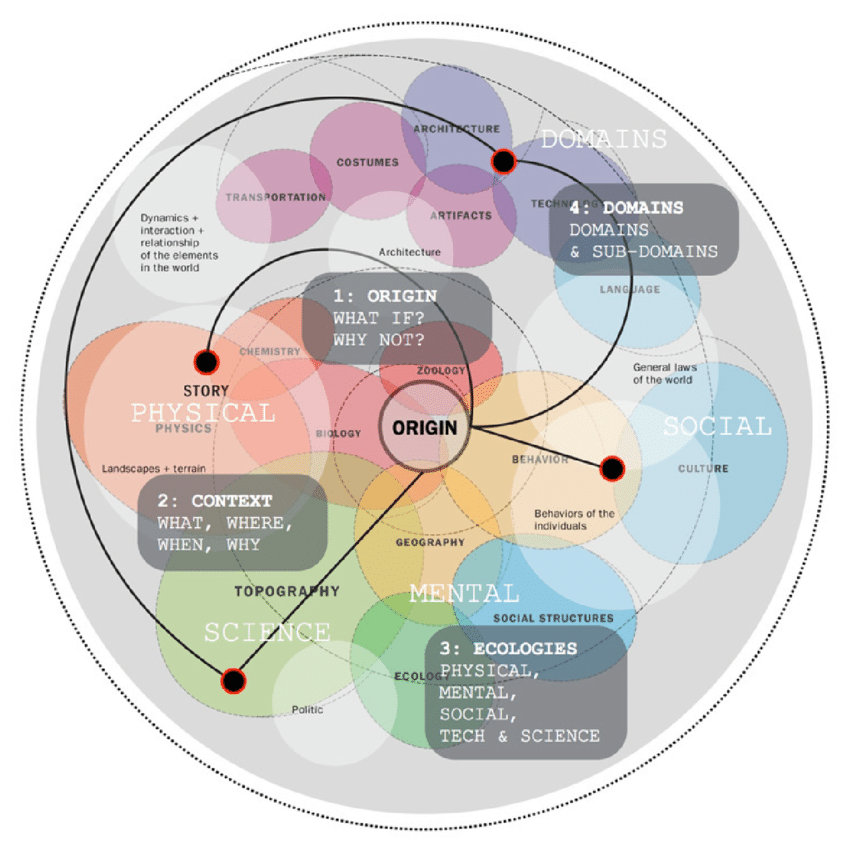 ARCHITECTURE
DOMAINS
COSTUMES
TRANSPORTATION
TECHNOLOGY
4: DOMAINS
DOMAINS
& SUB-DOMAINS
ARTIFACTS
Dynamics +
interaction +
relationship
of the elements
in the world
Architecture
LANGUAGE
1: ORIGIN
WHAT IF?
WHY NOT?
CHEMISTRY
ZOOLOGY
General laws
of the world
STORY
PHYSICAL
PHYSICS
BIOLOGY
ORIGIN
SOCIAL
BEHAVIOR
CULTURE
Landscapes + terrain
2: CONTEXT
WHAT, WHERE,
WHEN, WHY
Behaviors of the
individuals
GEOGRAPHY
TOPOGRAPHY
MENTAL
SOCIAL STRUCTURES
SCIENCE
3: ECOLOGIES
PHYSICAL,
MENTAL,
SOCIAL,
TECH & SCIENCE
ECOLOGY
Politic